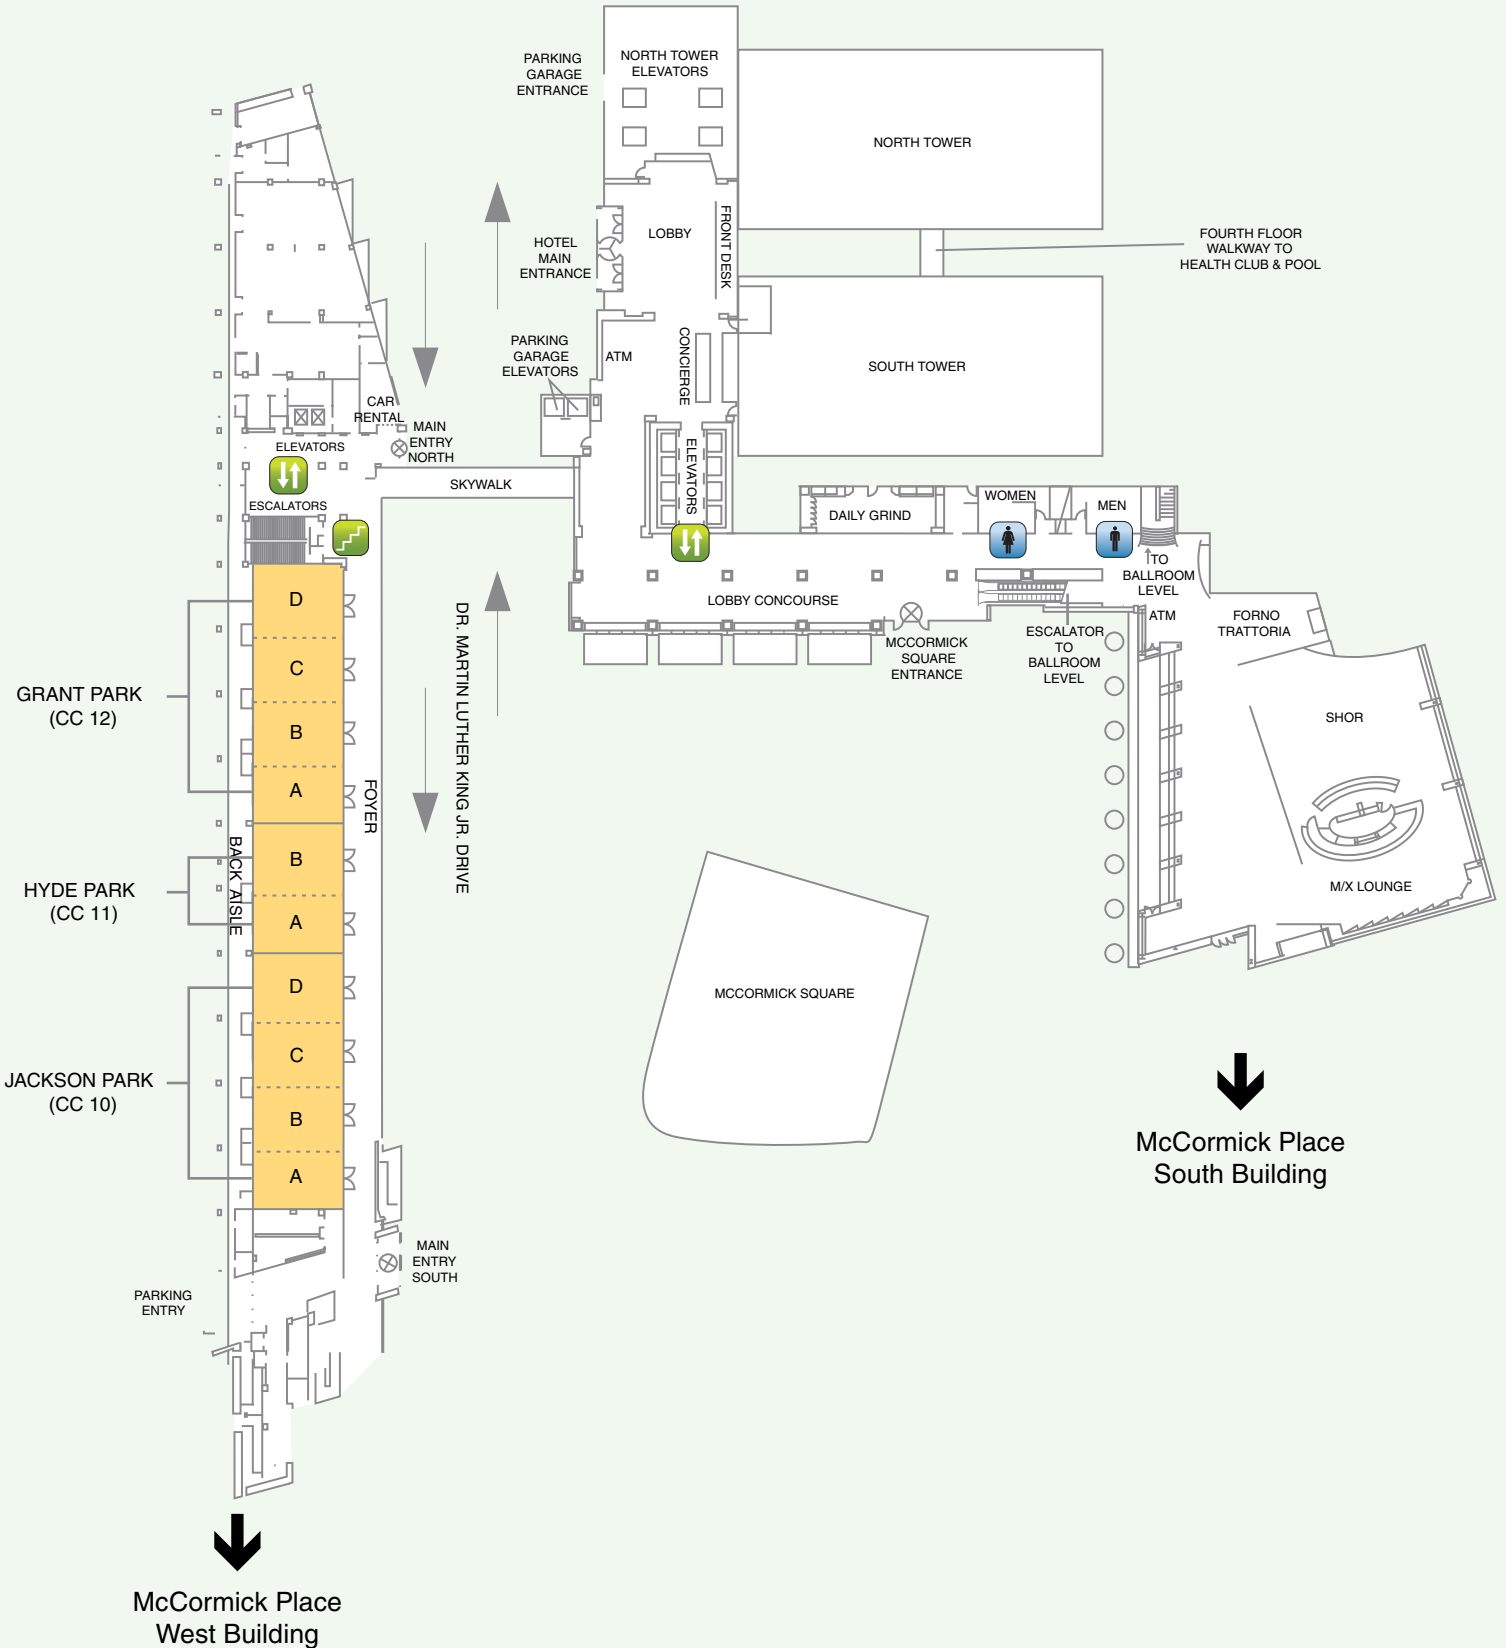 PARKING
GARAGE
ENTRANCE
NORTH TOWER
ELEVATORS
NORTH TOWER
HOTEL
MAIN
ENTRANCE
LOBBY
FRONT DESK
FOURTH FLOOR
WALKWAY TO
HEALTH CLUB & POOL
PARKING
GARAGE
ELEVATORS
ATM
CONCIERGE
SOUTH TOWER
CAR
RENTAL
MAIN
ENTRY
NORTH
ELEVATORS
ESCALATORS
SKYWALK
ELEVATORS
DAILY GRIND
WOMEN
MEN
TO
BALLROOM
LEVEL
LOBBY CONCOURSE
MCCORMICK
SQUARE
ENTRANCE
ESCALATOR
TO
BALLROOM
LEVEL
ATM
FORNO
TRATTORIA
SHOR
M/X LOUNGE
GRANT PARK
(CC 12)
D
C
B
A
FOYER
DR. MARTIN LUTHER KING JR. DRIVE
BACK AISLE
HYDE PARK
(CC 11)
B
A
JACKSON PARK
(CC 10)
D
C
B
A
MCCORMICK SQUARE
McCormick Place
South Building
MAIN
ENTRY
SOUTH
PARKING
ENTRY
McCormick Place
West Building